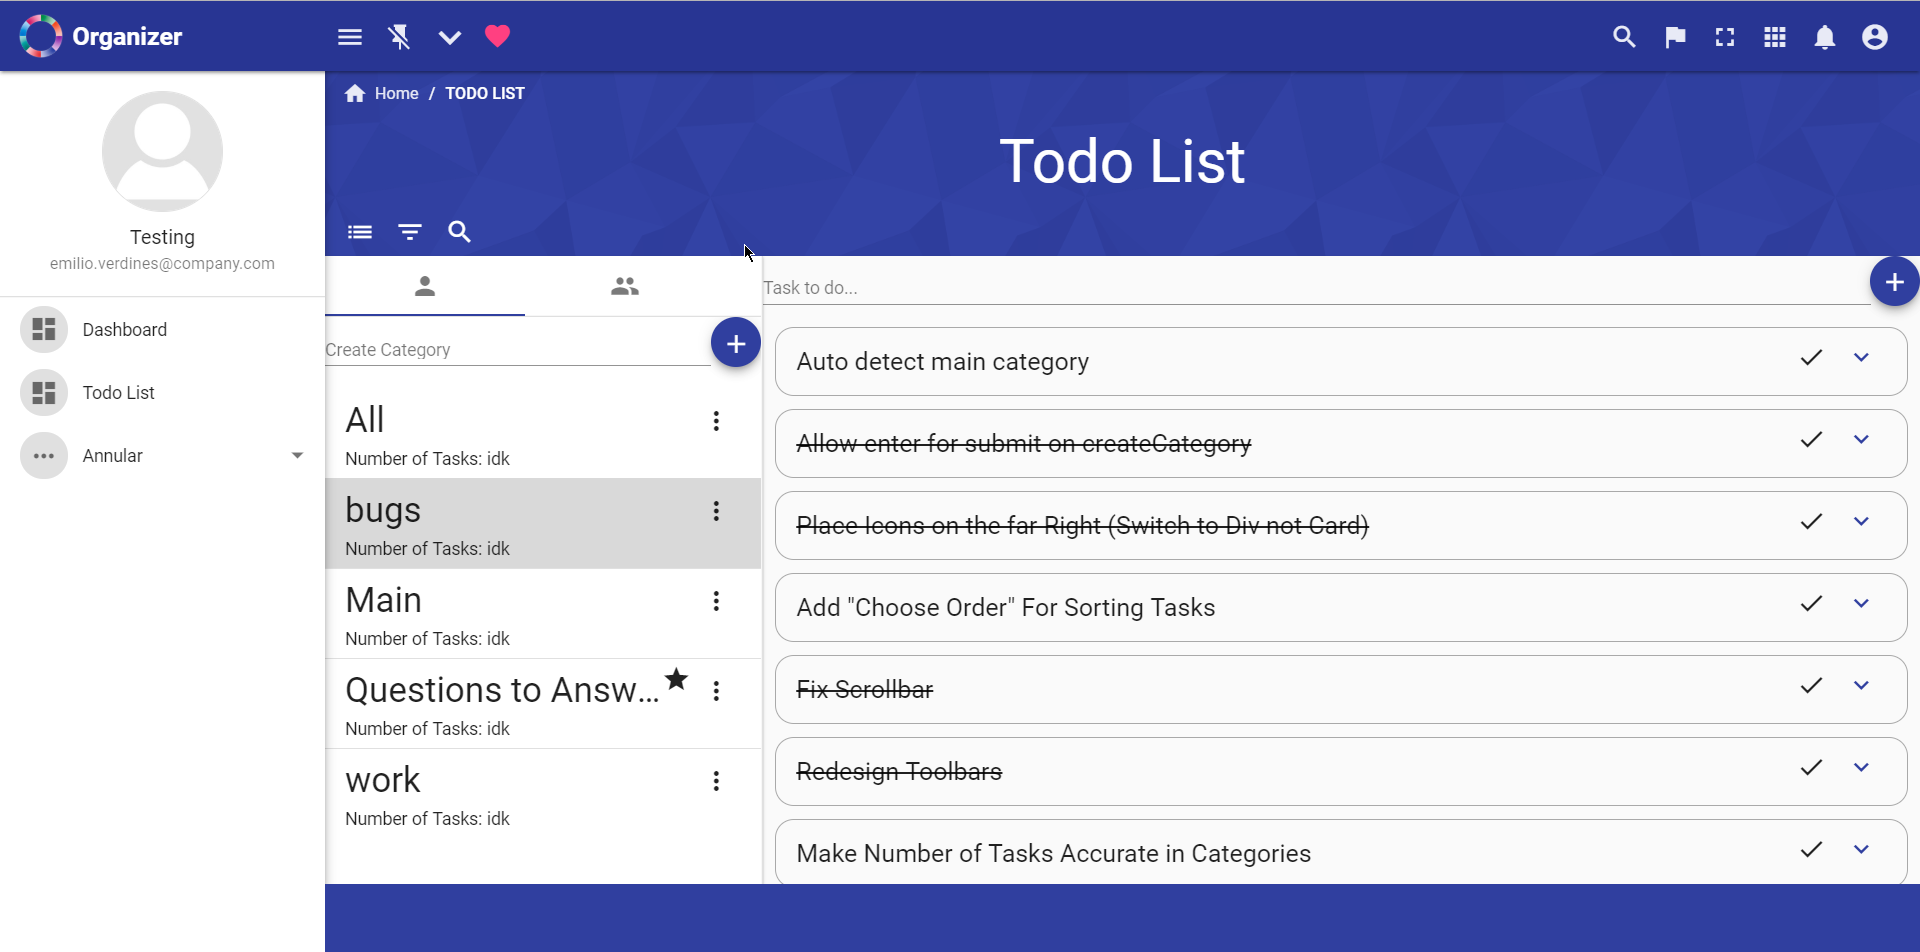 Organizer
Home / TODO LIST
Todo List
Testing
emilio.verdines@company.com
Dashboard
Todo List
Annular
Create Category
All
Number of Tasks: idk
bugs
Number of Tasks: idk
Main
Number of Tasks: idk
Questions to Answ...
Number of Tasks: idk
work
Number of Tasks: idk
Task to do...
Auto detect main category
Allow enter for submit on createCategory
Place Icons on the far Right (Switch to Div not Card)
Add "Choose Order" For Sorting Tasks
Fix Scrollbar
Redesign Toolbars
Make Number of Tasks Accurate in Categories